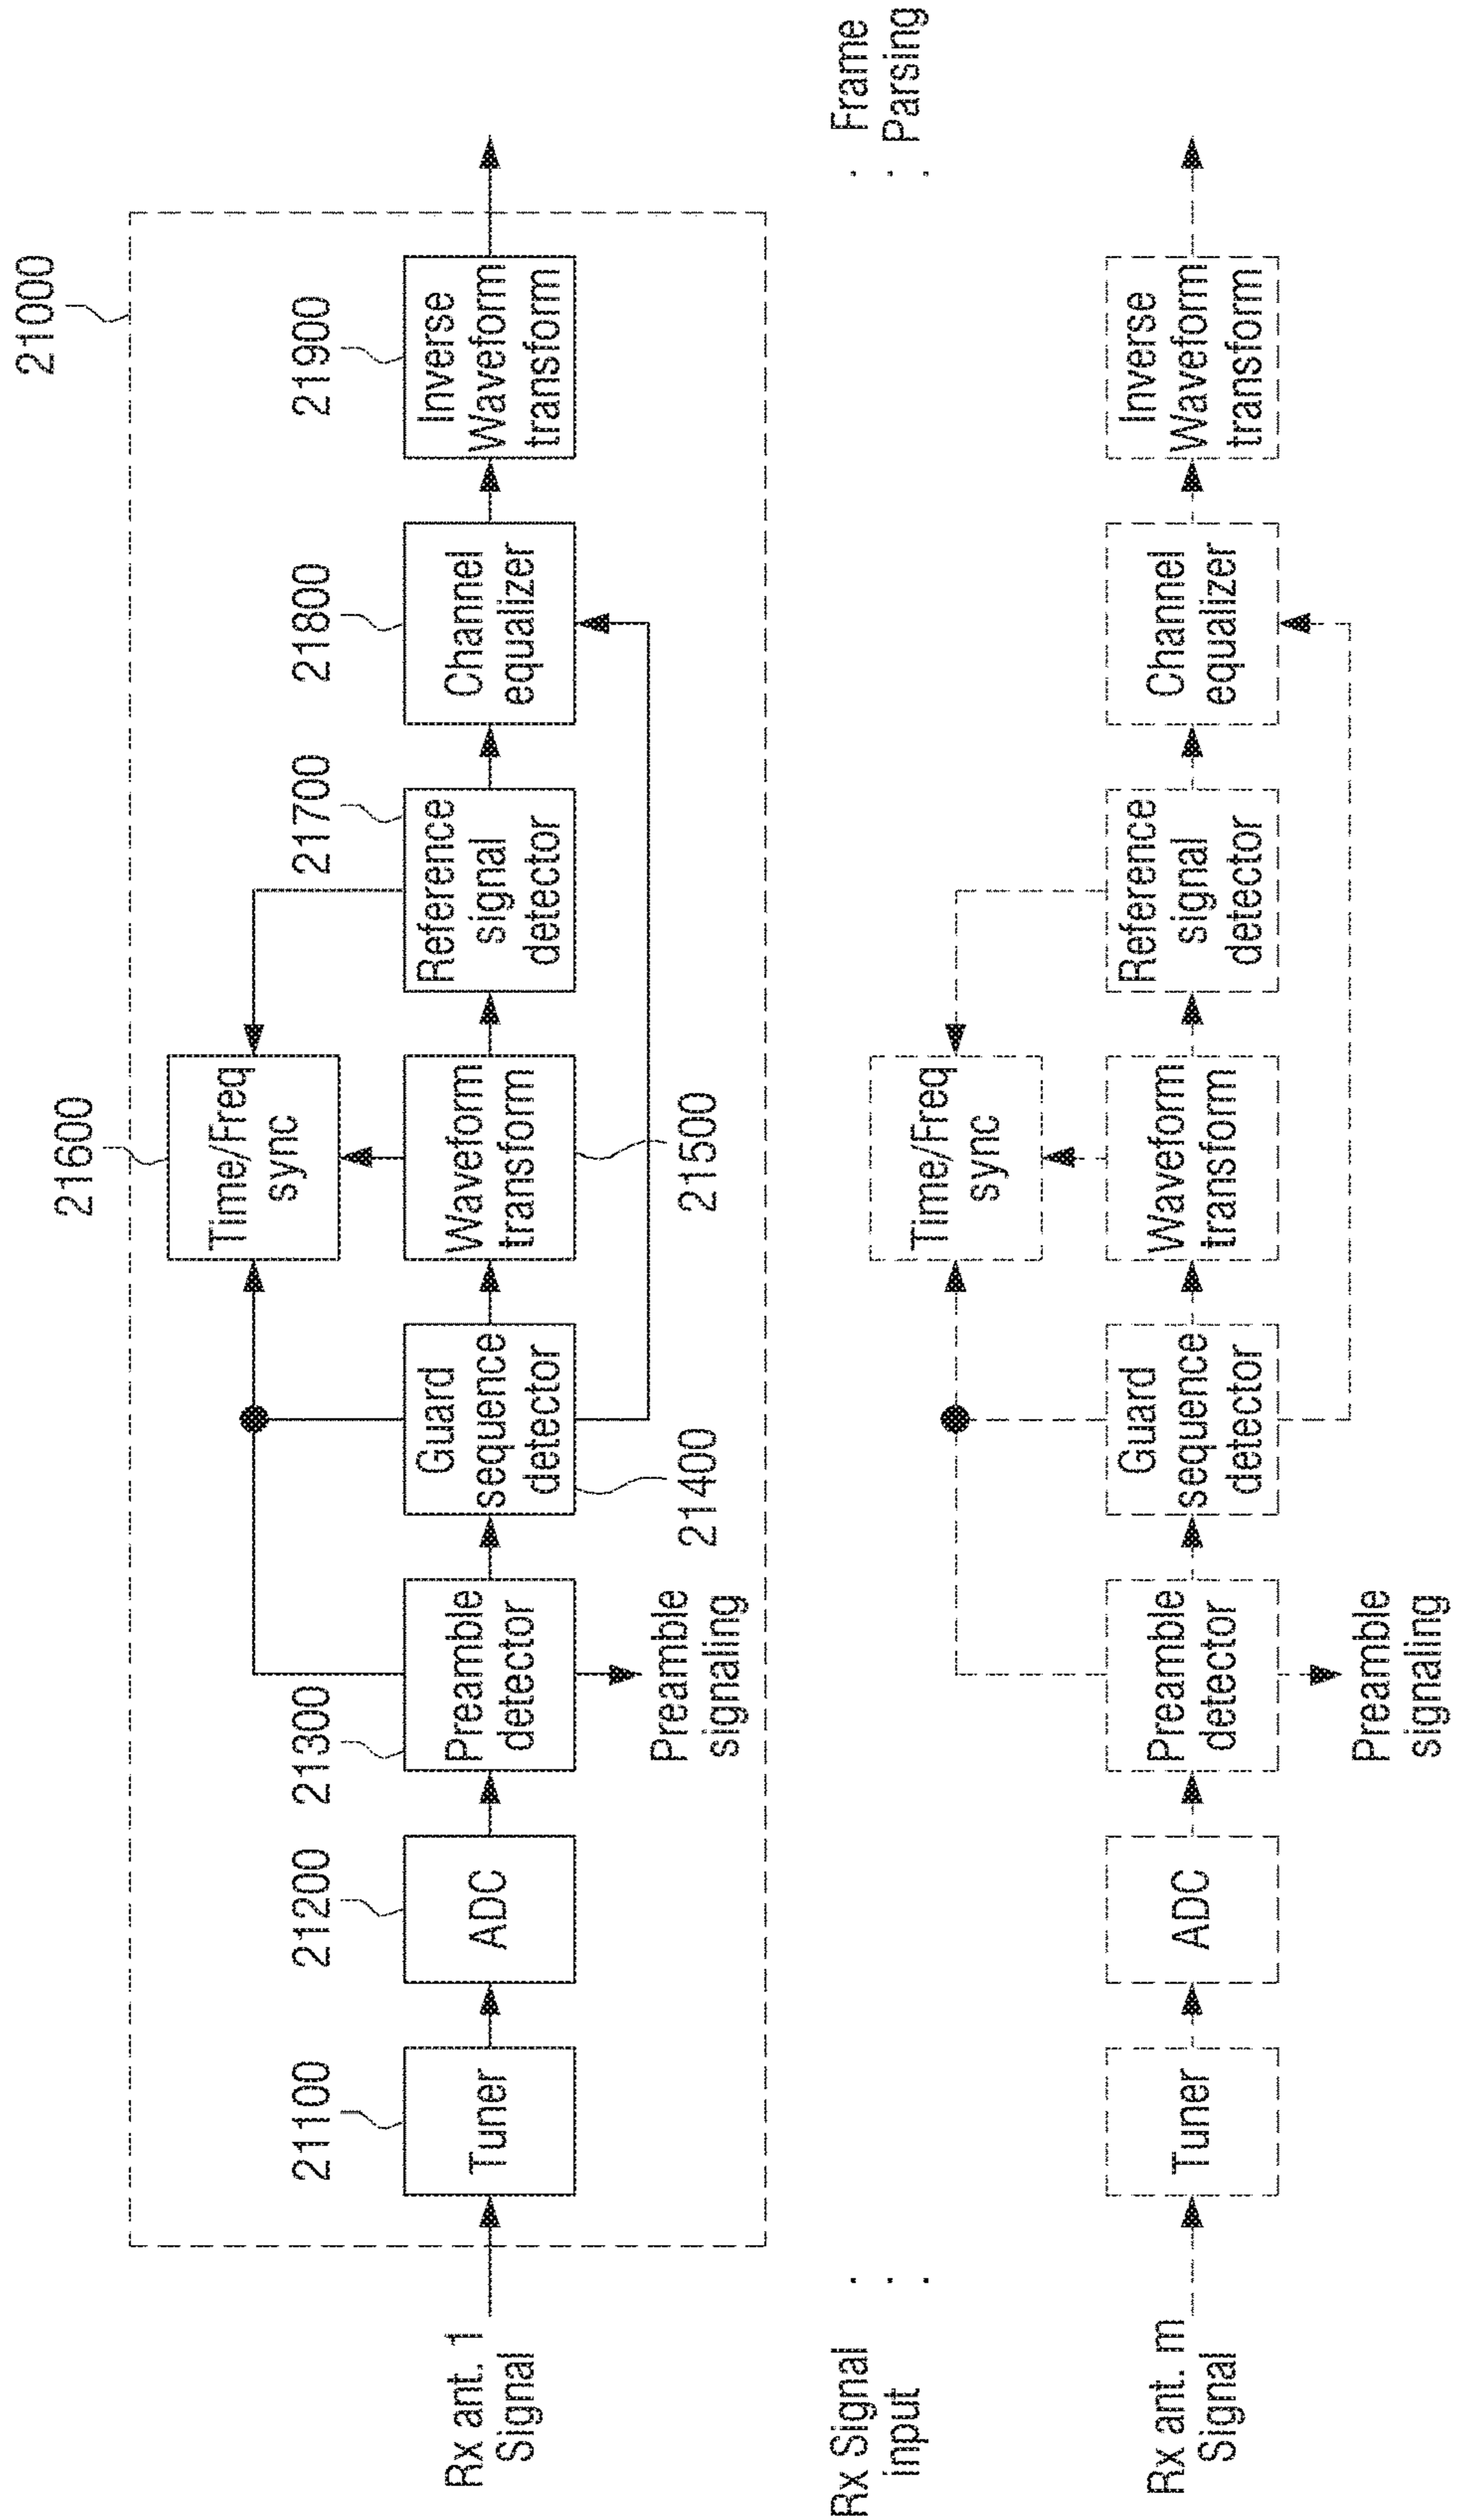 21000
21600
Time/Freq
sync
21100
21200
21300
21700
21800
21900
Rx ant. 1
Signal
Tuner
ADC
Preamble
detector
Guard
sequence
detector
Waveform
transform
Reference
signal
detector
Channel
equalizer
Inverse
Waveform
transform
Preamble
signaling
21400
21500
Rx Signal
input
. . .
. . .
Frame
Parsing
Time/Freq
sync
Rx ant. m
Signal
Tuner
ADC
Preamble
detector
Guard
sequence
detector
Waveform
transform
Reference
signal
detector
Channel
equalizer
Inverse
Waveform
transform
Preamble
signaling